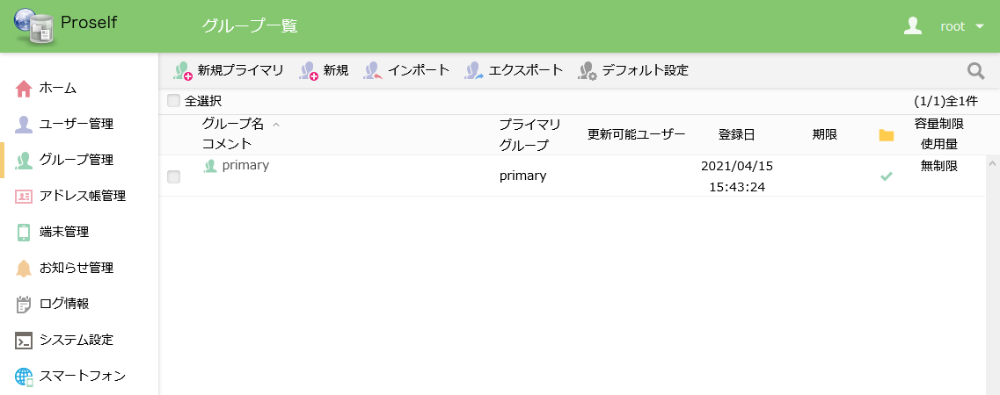 Proself
グループ一覧
root
新規プライマリ 新規 インポート エクスポート デフォルト設定
全選択
(1/1)全1件
ホーム
ユーザー管理
グループ管理
アドレス帳管理
端末管理
お知らせ管理
ログ情報
システム設定
スマートフォン
グループ名
コメント
プライマリ
グループ
更新可能ユーザー
登録日
期限
容量制限
使用量
primary
primary
2021/04/15
15:43:24
無制限